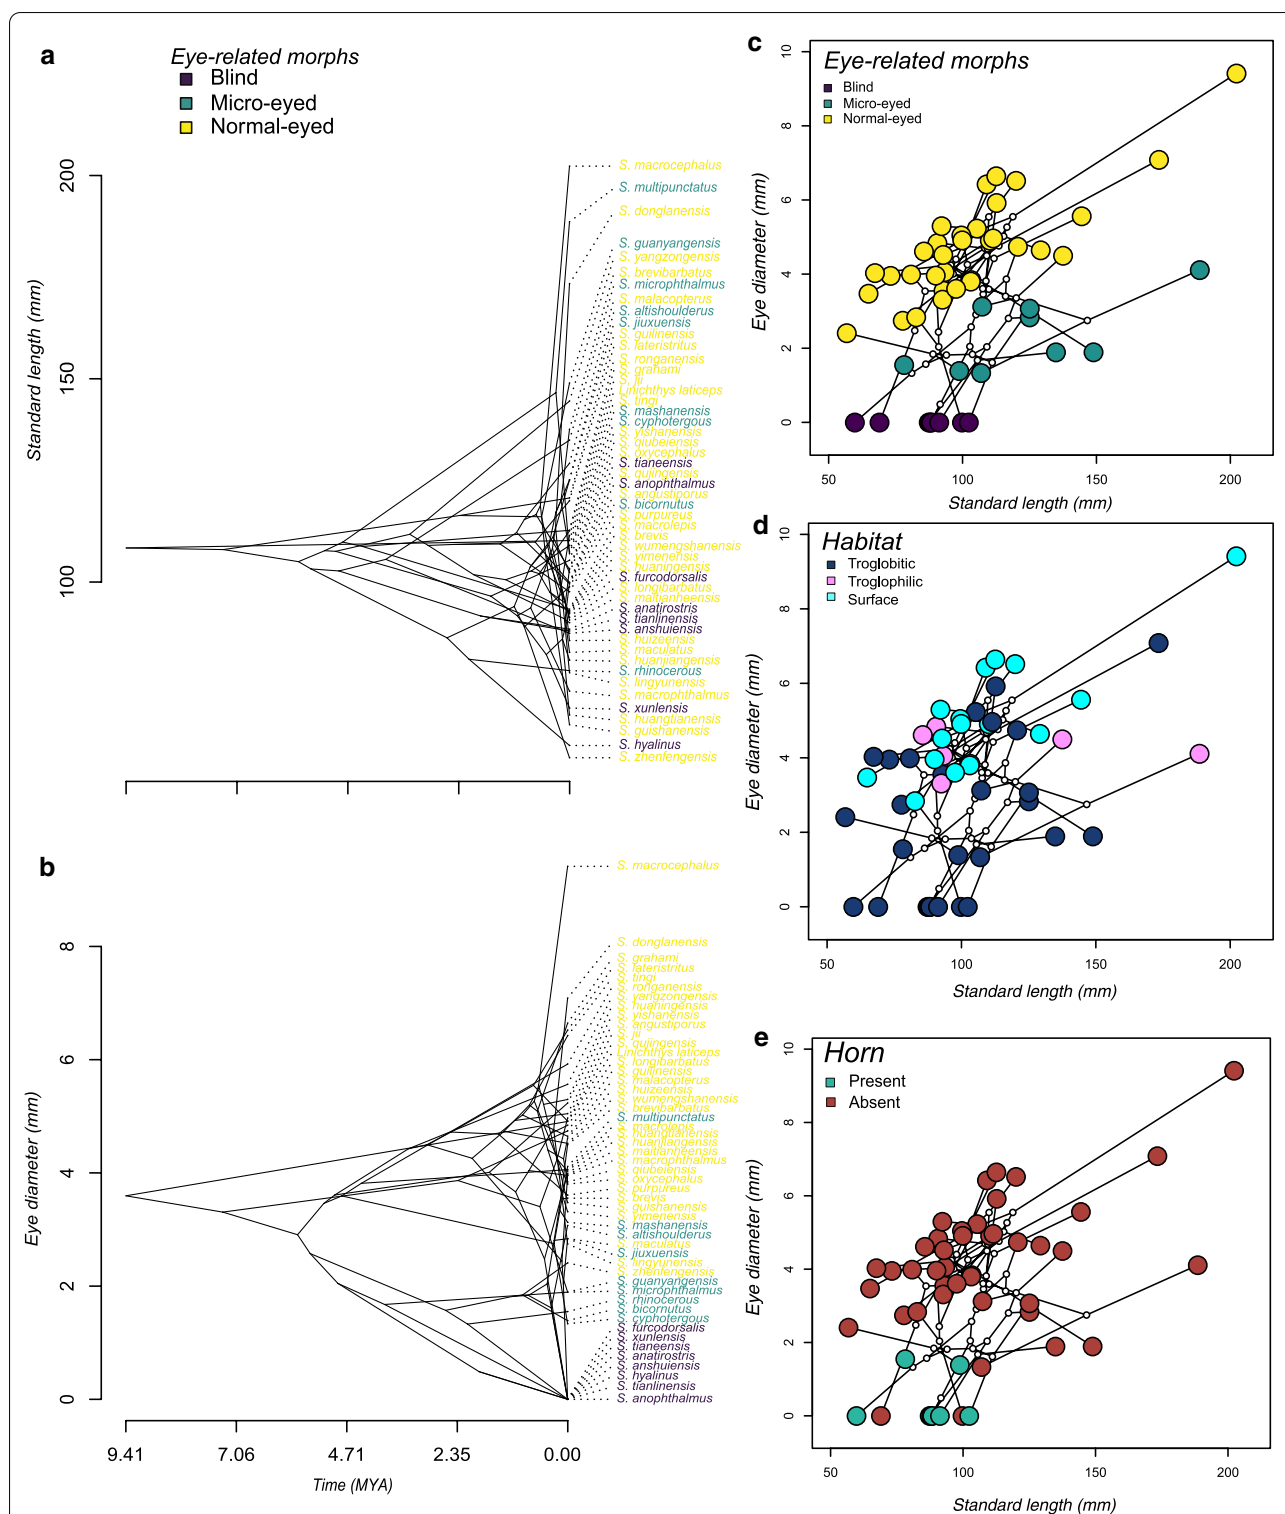 a
Eye-related morphs
Blind
Micro-eyed
Normal-eyed
Standard length (mm)
200
150
100
S. macrocephalus
S. multipunctatus
S. donglanensis
S. guanyangensis
S. yangzongensis
S. brevibarbatus
S. microphthalmus
S. malacopterus
S. altishoulderus
S. jiuxuensis
S. guilinensis
S. lateristritus
S. ronganensis
S. grahami
S. jii
Linichthys laticeps
S. tingi
S. mashanensis
S. cyphotergous
S. yishanensis
S. qiubeiensis
S. oxycephalus
S. tianeensis
S. qujingensis
S. anophthalmus
S. angustiporus
S. bicornutus
S. purpureus
S. macrolepis
S. brevis
S. wumengshanensis
S. yimenensis
S. huaningensis
S. furcodorsalis
S. longibarbatus
S. maitianheensis
S. anatirostris
S. tianlinensis
S. anshuiensis
S. huizeensis
S. maculatus
S. huanjiangensis
S. rhinocerous
S. lingyunensis
S. macrophthalmus
S. xunlensis
S. huangtianensis
S. guishanensis
S. hyalinus
S. zhenfengensis
b
Eye diameter (mm)
8
6
4
2
0
S. macrocephalus
S. donglanensis
S. grahami
S. lateristritus
S. tingi
S. ronganensis
S. yangzongensis
S. huaningensis
S. yishanensis
S. angustiporus
S. jii
S. qujingensis
Linichthys laticeps
S. longibarbatus
S. guilinensis
S. malacopterus
S. huizeensis
S. wumengshanensis
S. brevibarbatus
S. multipunctatus
S. macrolepis
S. huangtianensis
S. huanjiangensis
S. maitianheensis
S. macrophthalmus
S. qiubeiensis
S. oxycephalus
S. purpureus
S. brevis
S. guishanensis
S. yimenensis
S. mashanensis
S. altishoulderus
S. maculatus
S. jiuxuensis
S. lingyunensis
S. zhenfengensis
S. guanyangensis
S. microphthalmus
S. rhinocerous
S. bicornutus
S. cyphotergous
S. furcodorsalis
S. xunlensis
S. tianeensis
S. anatirostris
S. anshuiensis
S. hyalinus
S. tianlinensis
S. anophthalmus
9.41 7.06 4.71 2.35 0.00
Time (MYA)
c
Eye-related morphs
Blind
Micro-eyed
Normal-eyed
Eye diameter (mm)
10
8
6
4
2
0
50 100 150 200
Standard length (mm)
d
Habitat
Troglobitic
Troglophilic
Surface
Eye diameter (mm)
10
8
6
4
2
0
50 100 150 200
Standard length (mm)
e
Horn
Present
Absent
Eye diameter (mm)
10
8
6
4
2
0
50 100 150 200
Standard length (mm)